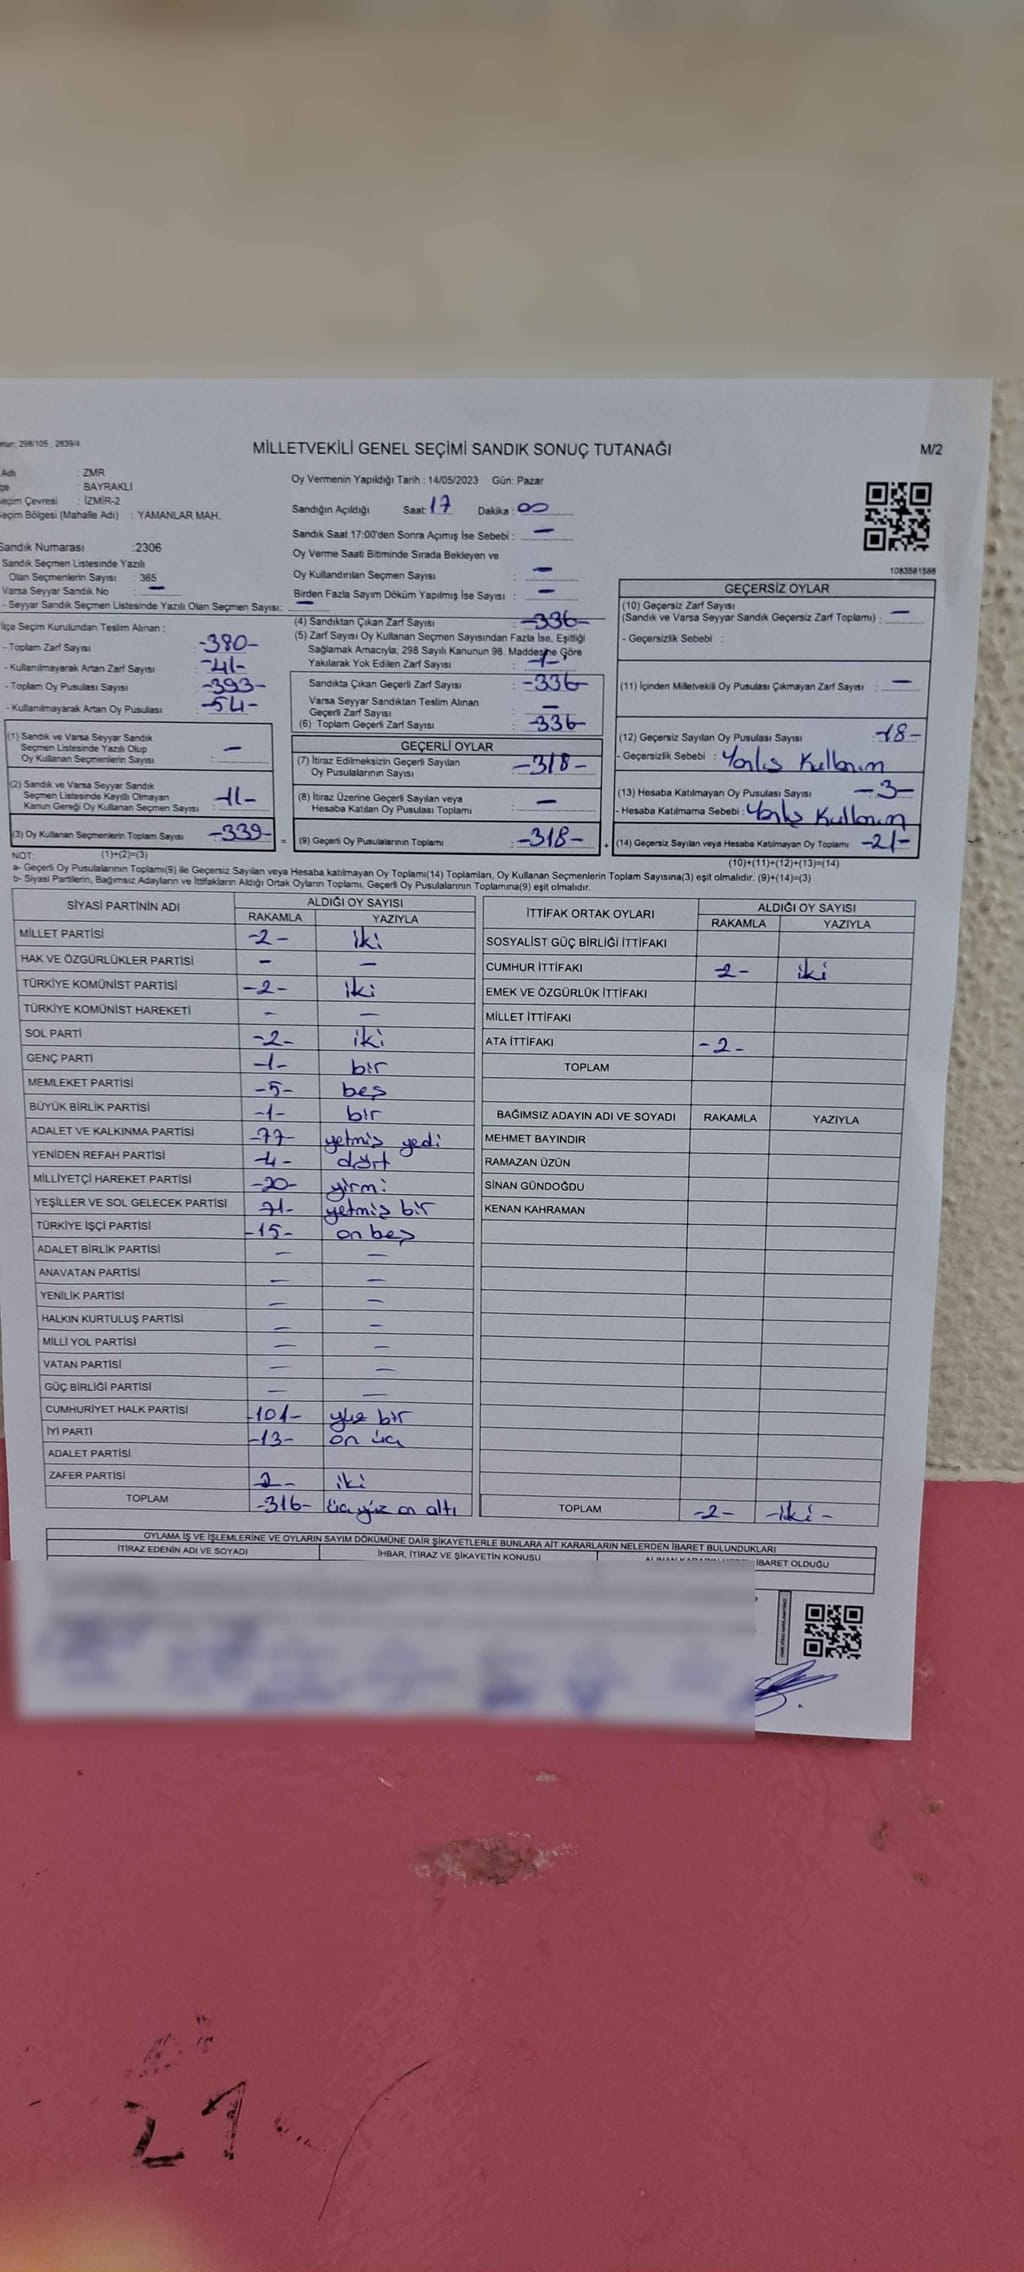 298/105 , 2839/4
MİLLETVEKİLİ GENEL SEÇİMİ SANDIK SONUÇ TUTANAĞI
M/2
Adı : ZMR
çe : BAYRAKLI
eçim Çevresi : İZMİR-2
eçim Bölgesi (Mahalle Adı) : YAMANLAR MAH.
Sandık Numarası :2306
Sandık Seçmen Listesinde Yazılı
Olan Seçmenlerin Sayısı : 365
Varsa Seyyar Sandık No : —
- Seyyar Sandık Seçmen Listesinde Yazılı Olan Seçmen Sayısı: —
Oy Vermenin Yapıldığı Tarih : 14/05/2023 Gün: Pazar
Sandığın Açıldığı Saat: 17 Dakika : 00
Sandık Saat 17:00'den Sonra Açımış İse Sebebi : —
Oy Verme Saati Bitiminde Sırada Bekleyen ve
Oy Kullandırılan Seçmen Sayısı : —
Birden Fazla Sayım Döküm Yapılmış İse Sayısı : —
1083581588
İlçe Seçim Kurulundan Teslim Alınan :
- Toplam Zarf Sayısı : -380-
- Kullanılmayarak Artan Zarf Sayısı : -41-
- Toplam Oy Pusulası Sayısı : -393-
- Kullanılmayarak Artan Oy Pusulası : -54-
(1) Sandık ve Varsa Seyyar Sandık
Seçmen Listesinde Yazılı Olup
Oy Kullanan Seçmenlerin Sayısı : —
(2) Sandık ve Varsa Seyyar Sandık
Seçmen Listesinde Kayıtlı Olmayan
Kanun Gereği Oy Kullanan Seçmen Sayısı : -11-
(3) Oy Kullanan Seçmenlerin Toplam Sayısı -339-
(4) Sandıktan Çıkan Zarf Sayısı : -336-
(5) Zarf Sayısı Oy Kullanan Seçmen Sayısından Fazla İse, Eşitliği
Sağlamak Amacıyla, 298 Sayılı Kanunun 98. Maddesine Göre
Yakılarak Yok Edilen Zarf Sayısı :
Sandıkta Çıkan Geçerli Zarf Sayısı : -336-
Varsa Seyyar Sandıktan Teslim Alınan
Geçerli Zarf Sayısı : —
(6) Toplam Geçerli Zarf Sayısı : -336-
GEÇERLİ OYLAR
(7) İtiraz Edilmeksizin Geçerli Sayılan
Oy Pusulalarının Sayısı : -318-
(8) İtiraz Üzerine Geçerli Sayılan veya
Hesaba Katılan Oy Pusulası Toplamı : —
= (9) Geçerli Oy Pusulalarının Toplamı : -318- +
GEÇERSİZ OYLAR
(10) Geçersiz Zarf Sayısı
(Sandık ve Varsa Seyyar Sandık Geçersiz Zarf Toplamı) : —
- Geçersizlik Sebebi :
(11) İçinden Milletvekili Oy Pusulası Çıkmayan Zarf Sayısı : —
(12) Geçersiz Sayılan Oy Pusulası Sayısı : -18-
- Geçersizlik Sebebi : Yanlış Kullanım
(13) Hesaba Katılmayan Oy Pusulası Sayısı -3-
- Hesaba Katılmama Sebebi : Yanlış Kullanım
(14) Geçersiz Sayılan veya Hesaba Katılmayan Oy Toplamı -21-
NOT: (1)+(2)=(3)
(10)+(11)+(12)+(13)=(14)
a- Geçerli Oy Pusulalarının Toplamı(9) ile Geçersiz Sayılan veya Hesaba katılmayan Oy Toplamı(14) Toplamları, Oy Kullanan Seçmenlerin Toplam Sayısına(3) eşit olmalıdır. (9)+(14)=(3)
b- Siyasi Partilerin, Bağımsız Adayların ve İttifakların Aldığı Ortak Oyların Toplamı, Geçerli Oy Pusulalarının Toplamına(9) eşit olmalıdır.
SİYASİ PARTİNİN ADI ALDIĞI OY SAYISI
RAKAMLA YAZIYLA
MİLLET PARTİSİ -2- iki
HAK VE ÖZGÜRLÜKLER PARTİSİ — —
TÜRKİYE KOMÜNİST PARTİSİ -2- iki
TÜRKİYE KOMÜNİST HAREKETİ — —
SOL PARTİ -2- iki
GENÇ PARTİ -1- bir
MEMLEKET PARTİSİ -5- beş
BÜYÜK BİRLİK PARTİSİ -1- bir
ADALET VE KALKINMA PARTİSİ -77- yetmiş yedi
YENİDEN REFAH PARTİSİ -4- dört
MİLLİYETÇİ HAREKET PARTİSİ -20- yirmi
YEŞİLLER VE SOL GELECEK PARTİSİ 71- yetmiş bir
TÜRKİYE İŞÇİ PARTİSİ -15- on beş
ADALET BİRLİK PARTİSİ — —
ANAVATAN PARTİSİ — —
YENİLİK PARTİSİ — —
HALKIN KURTULUŞ PARTİSİ — —
MİLLİ YOL PARTİSİ — —
VATAN PARTİSİ — —
GÜÇ BİRLİĞİ PARTİSİ — —
CUMHURİYET HALK PARTİSİ -101- yüz bir
İYİ PARTİ -13- on üç
ADALET PARTİSİ
ZAFER PARTİSİ 2- iki
TOPLAM -316- üç yüz on altı
İTTİFAK ORTAK OYLARI ALDIĞI OY SAYISI
RAKAMLA YAZIYLA
SOSYALİST GÜÇ BİRLİĞİ İTTİFAKI
CUMHUR İTTİFAKI -2- iki
EMEK VE ÖZGÜRLÜK İTTİFAKI
MİLLET İTTİFAKI
ATA İTTİFAKI -2-
TOPLAM
BAĞIMSIZ ADAYIN ADI VE SOYADI RAKAMLA YAZIYLA
MEHMET BAYINDIR
RAMAZAN ÜZÜN
SİNAN GÜNDOĞDU
KENAN KAHRAMAN
TOPLAM -2- -iki-
OYLAMA İŞ VE İŞLEMLERİNE VE OYLARIN SAYIM DÖKÜMÜNE DAİR ŞİKAYETLERLE BUNLARA AİT KARARLARIN NELERDEN İBARET BULUNDUKLARI
İTİRAZ EDENİN ADI VE SOYADI İHBAR, İTİRAZ VE ŞİKAYETİN KONUSU İBARET OLDUĞU
21